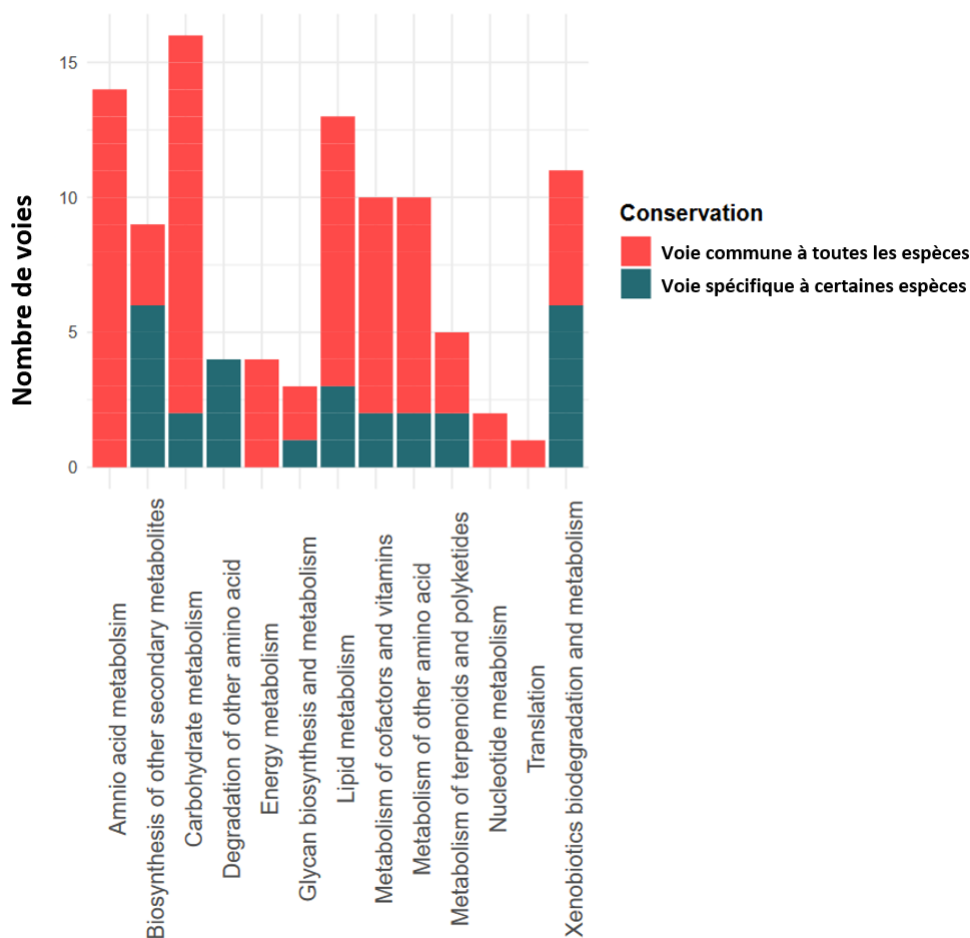 Nombre de voies
15
10
5
0
Amnio acid metabolsim
Biosynthesis of other secondary metabolites
Carbohydrate metabolism
Degradation of other amino acid
Energy metabolism
Glycan biosynthesis and metabolism
Lipid metabolism
Metabolism of cofactors and vitamins
Metabolism of other amino acid
Metabolism of terpenoids and polyketides
Nucleotide metabolism
Translation
Xenobiotics biodegradation and metabolism
Conservation
Voie commune à toutes les espèces
Voie spécifique à certaines espèces